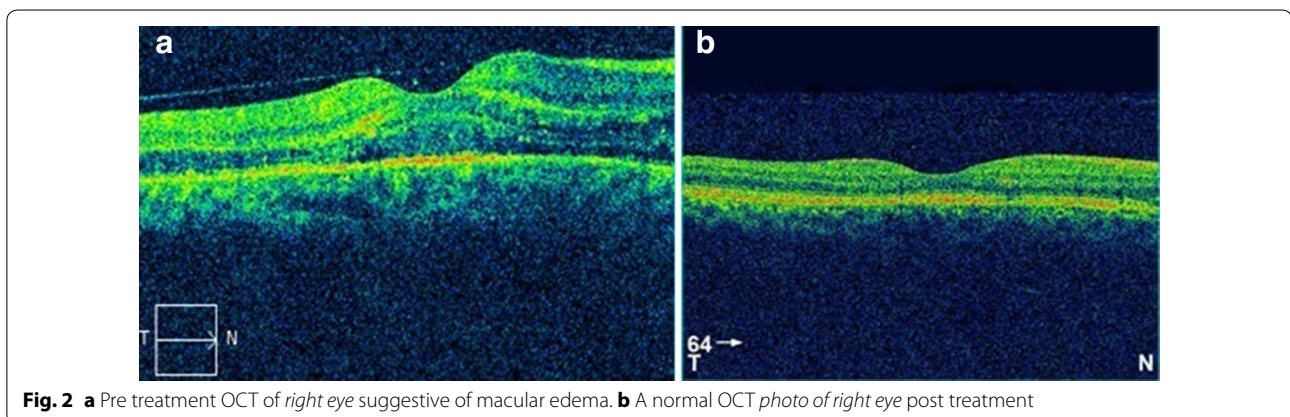 a
b
T N
64 →
T N
Fig. 2 a Pre treatment OCT of right eye suggestive of macular edema. b A normal OCT photo of right eye post treatment